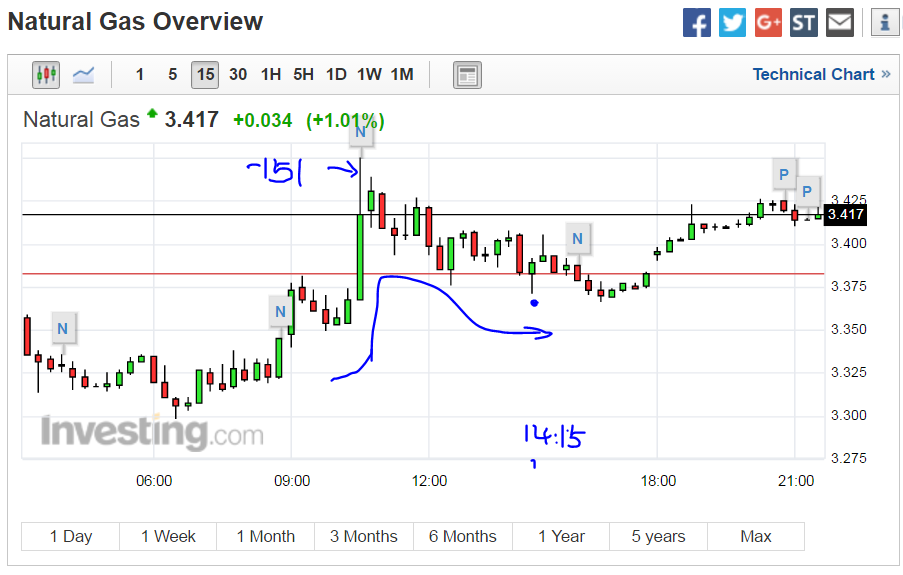 Natural Gas Overview
f G+ ST i
1 5 15 30 1H 5H 1D 1W 1M Technical Chart »
Natural Gas 3.417 +0.034 (+1.01%)
N
-151
P
P
3.425
3.417
N
3.400
3.375
N
N
3.350
3.325
3.300
Investing.com
14:15
3.275
06:00 09:00 12:00 18:00 21:00
1 Day 1 Week 1 Month 3 Months 6 Months 1 Year 5 years Max